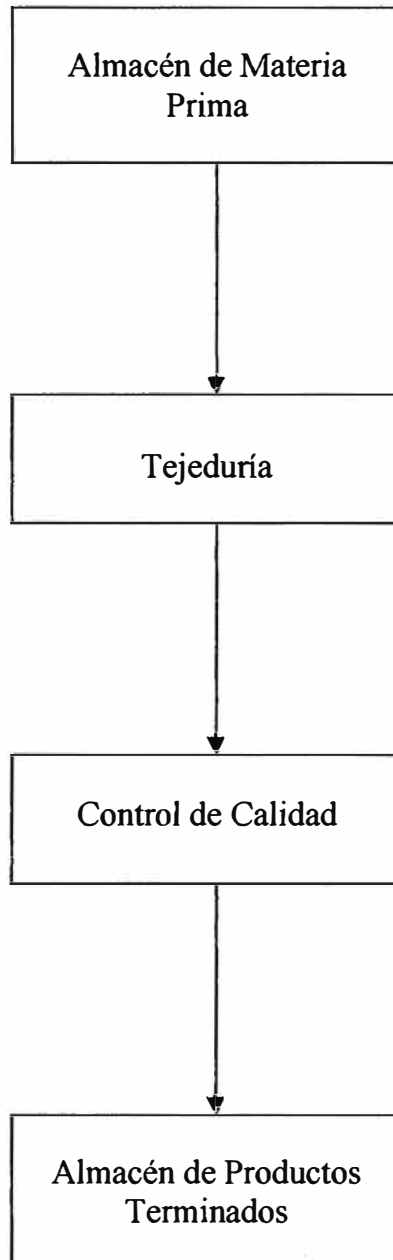 Almacén de Materia
Prima
Tejeduría
Control de Calidad
Almacén de Productos
Terminados